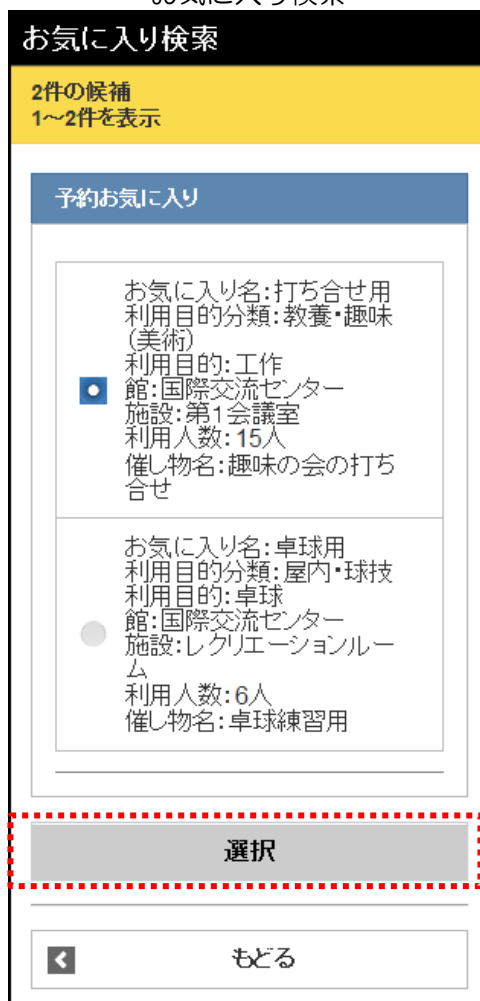 お気に入り検索
お気に入り検索
2件の候補
1～2件を表示
予約お気に入り
お気に入り名:打ち合せ用
利用目的分類:教養・趣味
(美術)
利用目的:工作
館:国際交流センター
施設:第1会議室
利用人数:15人
催し物名:趣味の会の打ち
合せ
お気に入り名:卓球用
利用目的分類:屋内・球技
利用目的:卓球
館:国際交流センター
施設:レクリエーションルー
ム
利用人数:6人
催し物名:卓球練習用
選択
もどる